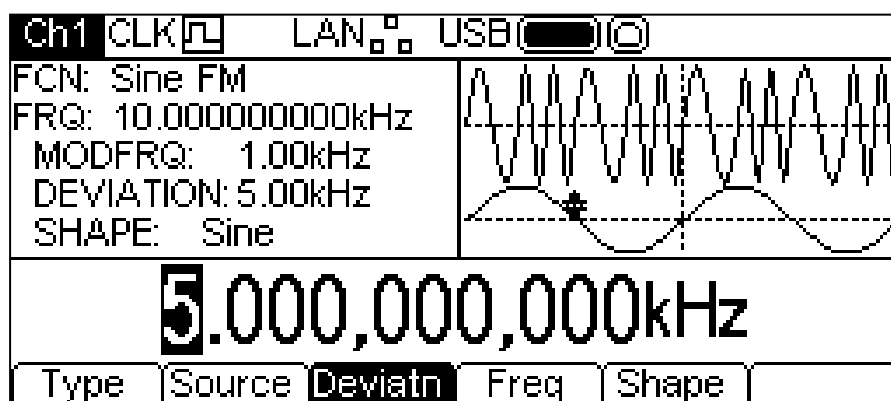 Ch1 CLK LAN USB
FCN: Sine FM
FRQ: 10.000000000kHz
MODFRQ: 1.00kHz
DEVIATION: 5.00kHz
SHAPE: Sine
5.000,000,000kHz
Type Source Deviatn Freq Shape